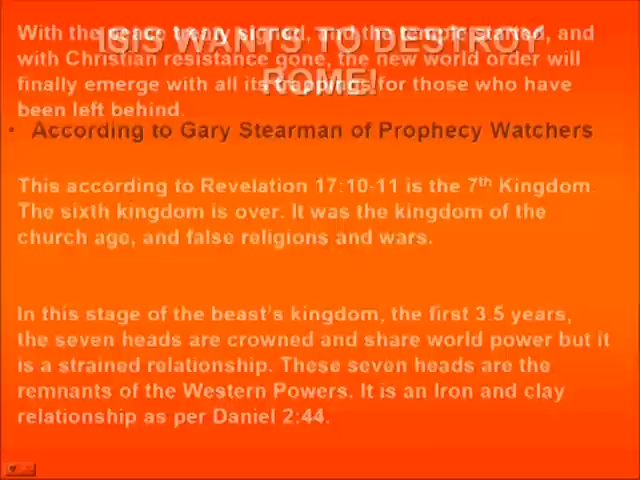 ISIS WANTS TO DESTROY
ROME!
With the peace treaty signed, and the temple started, and
with Christian resistance gone, the new world order will
finally emerge with all its trappings for those who have
been left behind.
• According to Gary Stearman of Prophecy Watchers
This according to Revelation 17:10-11 is the 7th Kingdom.
The sixth kingdom is over. It was the kingdom of the
church age, and false religions and wars.
In this stage of the beast's kingdom, the first 3.5 years,
the seven heads are crowned and share world power but it
is a strained relationship. These seven heads are the
remnants of the Western Powers. It is an Iron and clay
relationship as per Daniel 2:44.